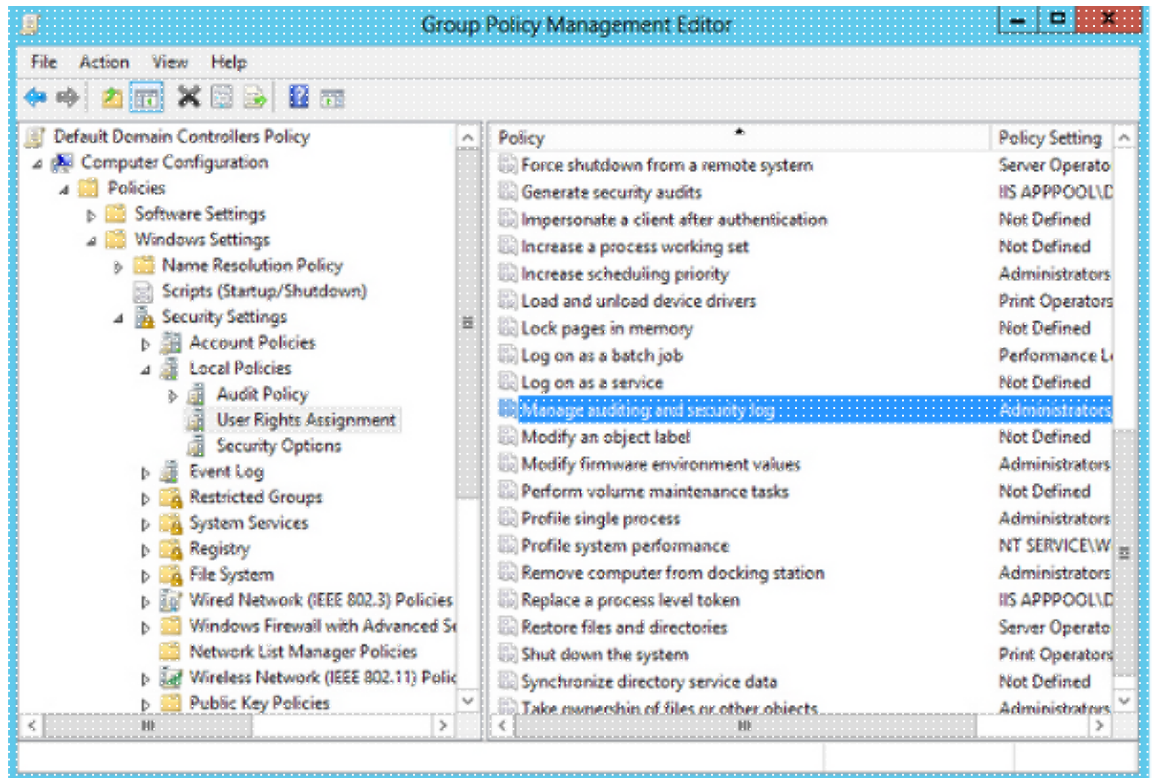 Group Policy Management Editor
File Action View Help
Default Domain Controllers Policy
Computer Configuration
Policies
Software Settings
Windows Settings
Name Resolution Policy
Scripts (Startup/Shutdown)
Security Settings
Account Policies
Local Policies
Audit Policy
User Rights Assignment
Security Options
Event Log
Restricted Groups
System Services
Registry
File System
Wired Network (IEEE 802.3) Policies
Windows Firewall with Advanced Se
Network List Manager Policies
Wireless Network (IEEE 802.11) Polic
Public Key Policies
Policy Policy Setting
Force shutdown from a remote system Server Operato
Generate security audits IIS APPPOOL\D
Impersonate a client after authentication Not Defined
Increase a process working set Not Defined
Increase scheduling priority Administrators
Load and unload device drivers Print Operators
Lock pages in memory Not Defined
Log on as a batch job Performance L
Log on as a service Not Defined
Manage auditing and security log Administrators
Modify an object label Not Defined
Modify firmware environment values Administrators
Perform volume maintenance tasks Not Defined
Profile single process Administrators
Profile system performance NT SERVICE\W
Remove computer from docking station Administrators
Replace a process level token IIS APPPOOL\D
Restore files and directories Server Operato
Shut down the system Print Operators
Synchronize directory service data Not Defined
Take ownership of files or other objects Administrators